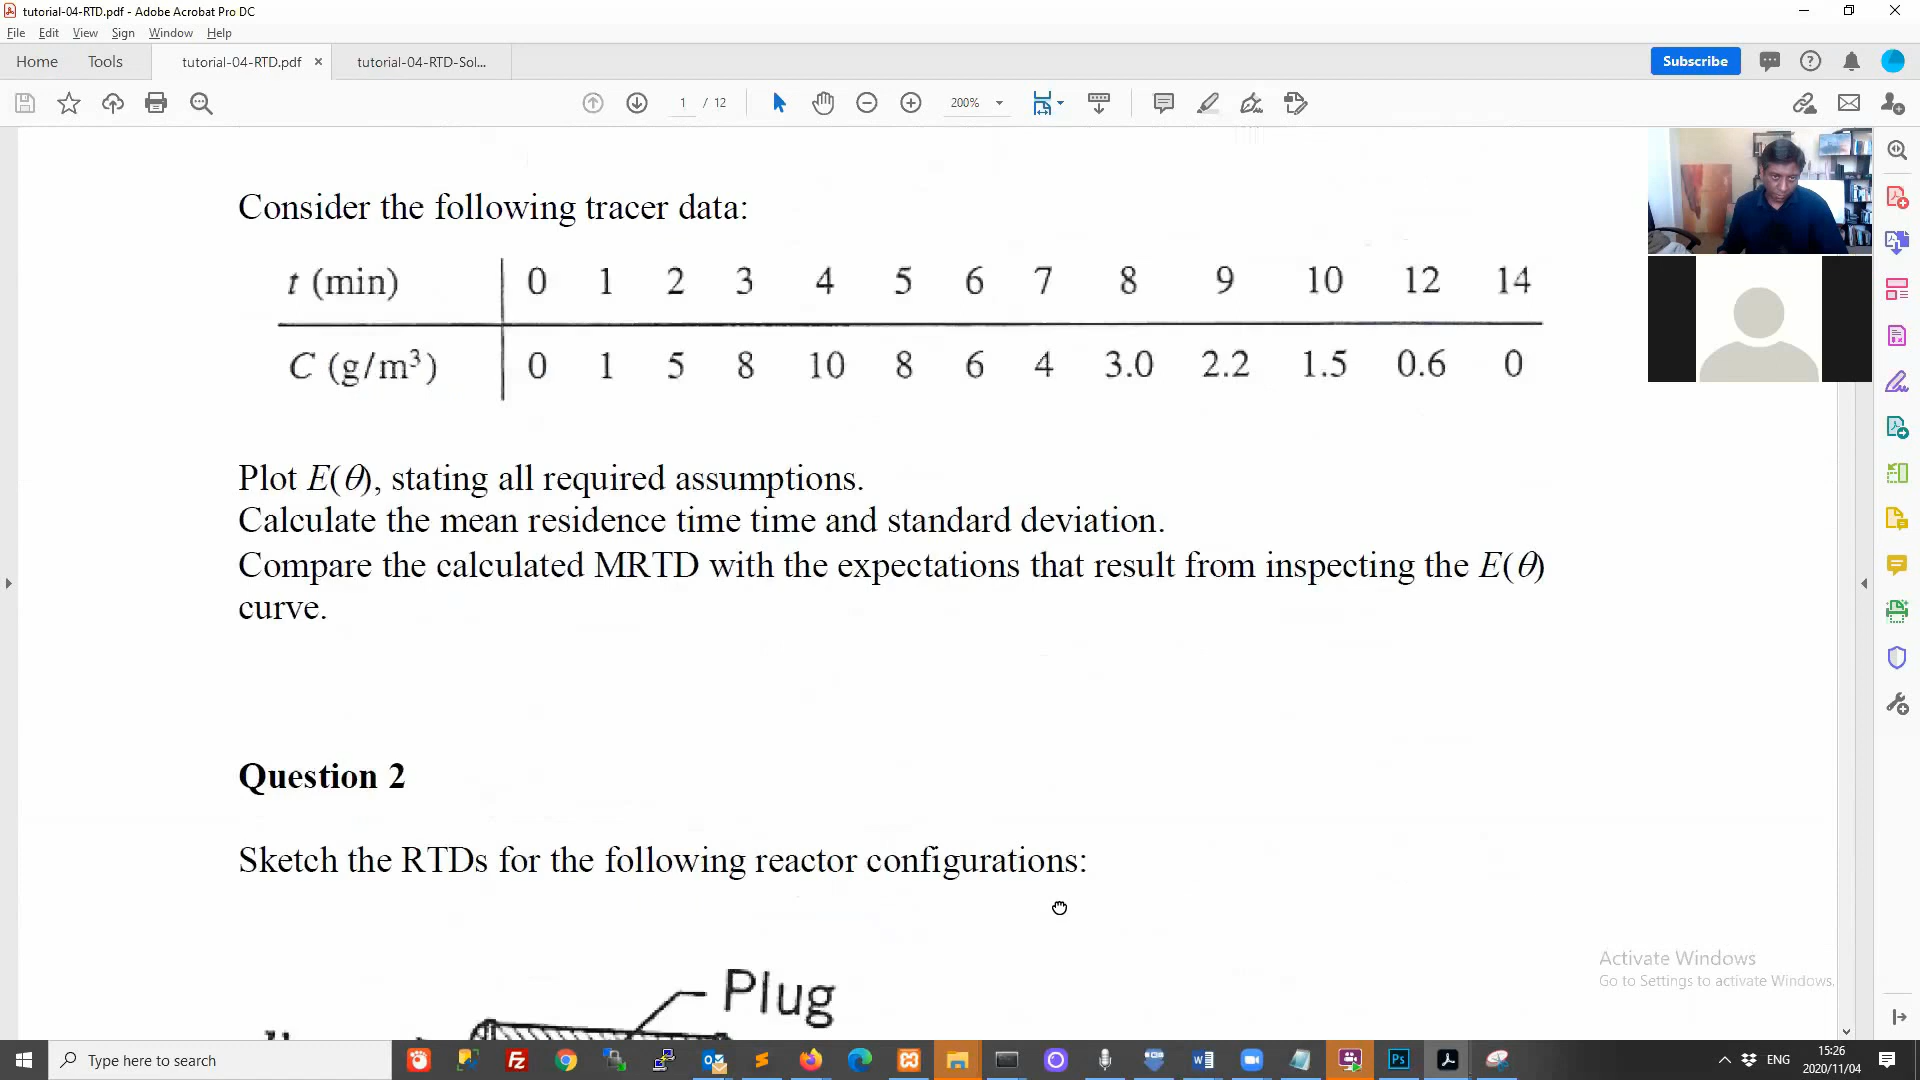 tutorial-04-RTD.pdf - Adobe Acrobat Pro DC
File Edit View Sign Window Help
Home Tools tutorial-04-RTD.pdf × tutorial-04-RTD-Sol... Subscribe
1 / 12 200%
Consider the following tracer data:
t (min) 0 1 2 3 4 5 6 7 8 9 10 12 14
C (g/m³) 0 1 5 8 10 8 6 4 3.0 2.2 1.5 0.6 0
Plot E(θ), stating all required assumptions.
Calculate the mean residence time time and standard deviation.
Compare the calculated MRTD with the expectations that result from inspecting the E(θ)
curve.
Question 2
Sketch the RTDs for the following reactor configurations:
Activate Windows
Go to Settings to activate Windows.
Plug
Type here to search
ENG
15:26
2020/11/04